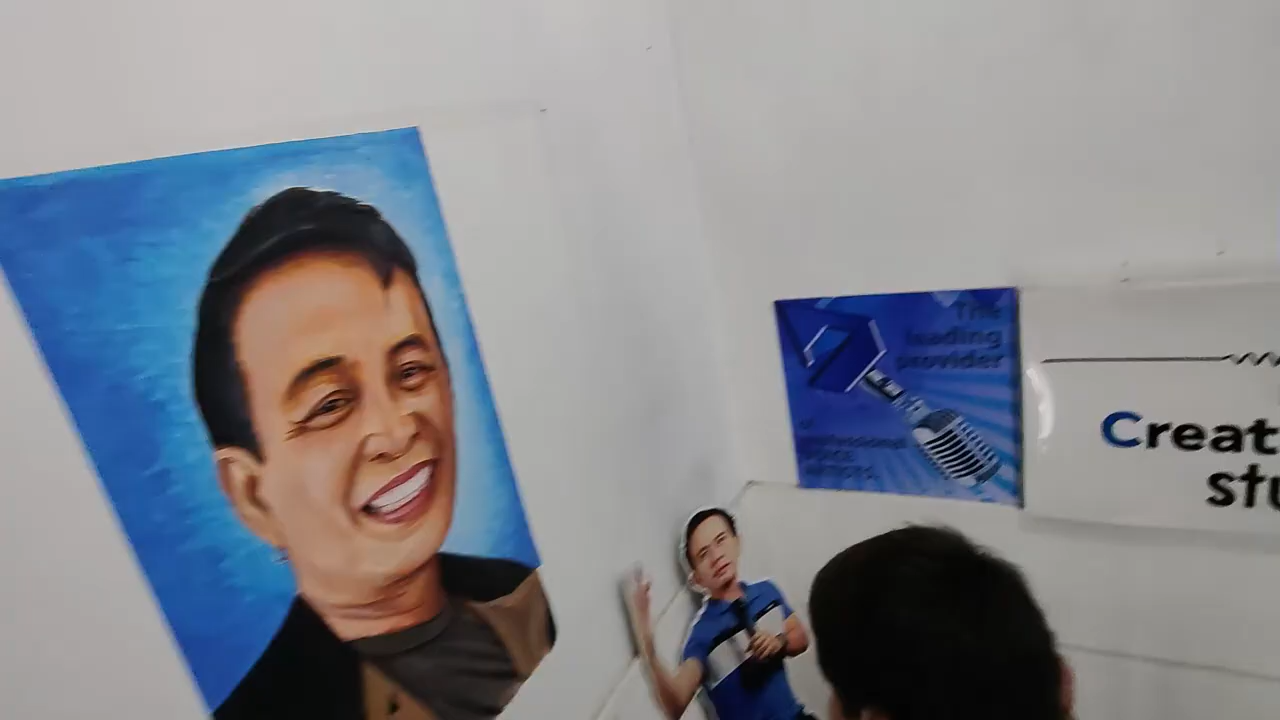 The
leading
provider
of
professional
voice
Creat
stu